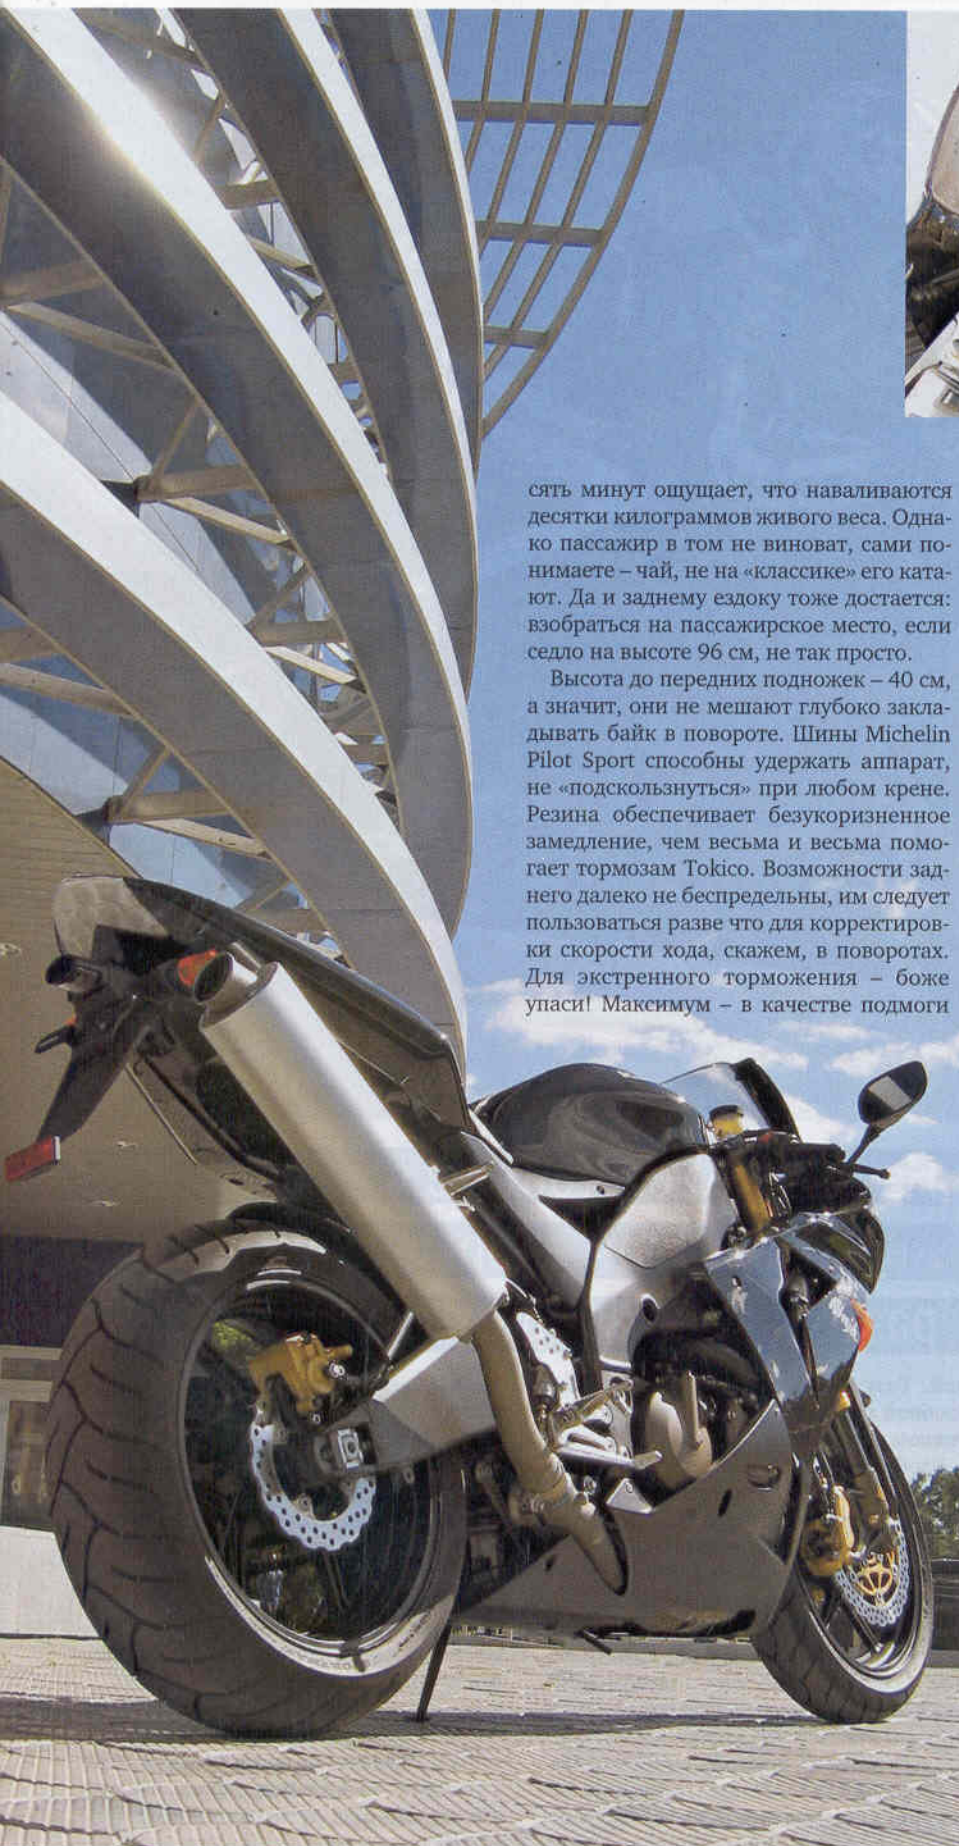 сять минут ощущает, что наваливаются
десятки килограммов живого веса. Одна-
ко пассажир в том не виноват, сами по-
нимаете – чай, не на «классике» его ката-
ют. Да и заднему ездоку тоже достается:
взобраться на пассажирское место, если
седло на высоте 96 см, не так просто.
Высота до передних подножек – 40 см,
а значит, они не мешают глубоко закла-
дывать байк в повороте. Шины Michelin
Pilot Sport способны удержать аппарат,
не «подскользнуться» при любом крене.
Резина обеспечивает безукоризненное
замедление, чем весьма и весьма помо-
гает тормозам Tokico. Возможности зад-
него далеко не беспредельны, им следует
пользоваться разве что для корректиров-
ки скорости хода, скажем, в поворотах.
Для экстренного торможения – боже
упаси! Максимум – в качестве подмоги